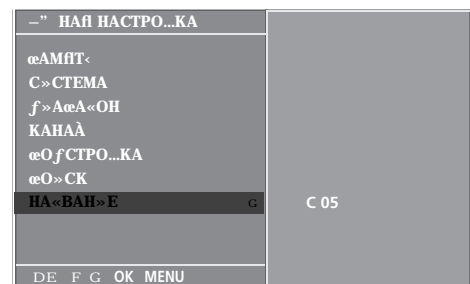 –” НАfl НАСТРО...КА
œАМflТ‹
С»СТЕМА
ƒ»АœА«ОН
КАНАÀ
œОƒСТРО...КА
œО»СК
НА«ВАН»Е G C 05
DE F G OK MENU